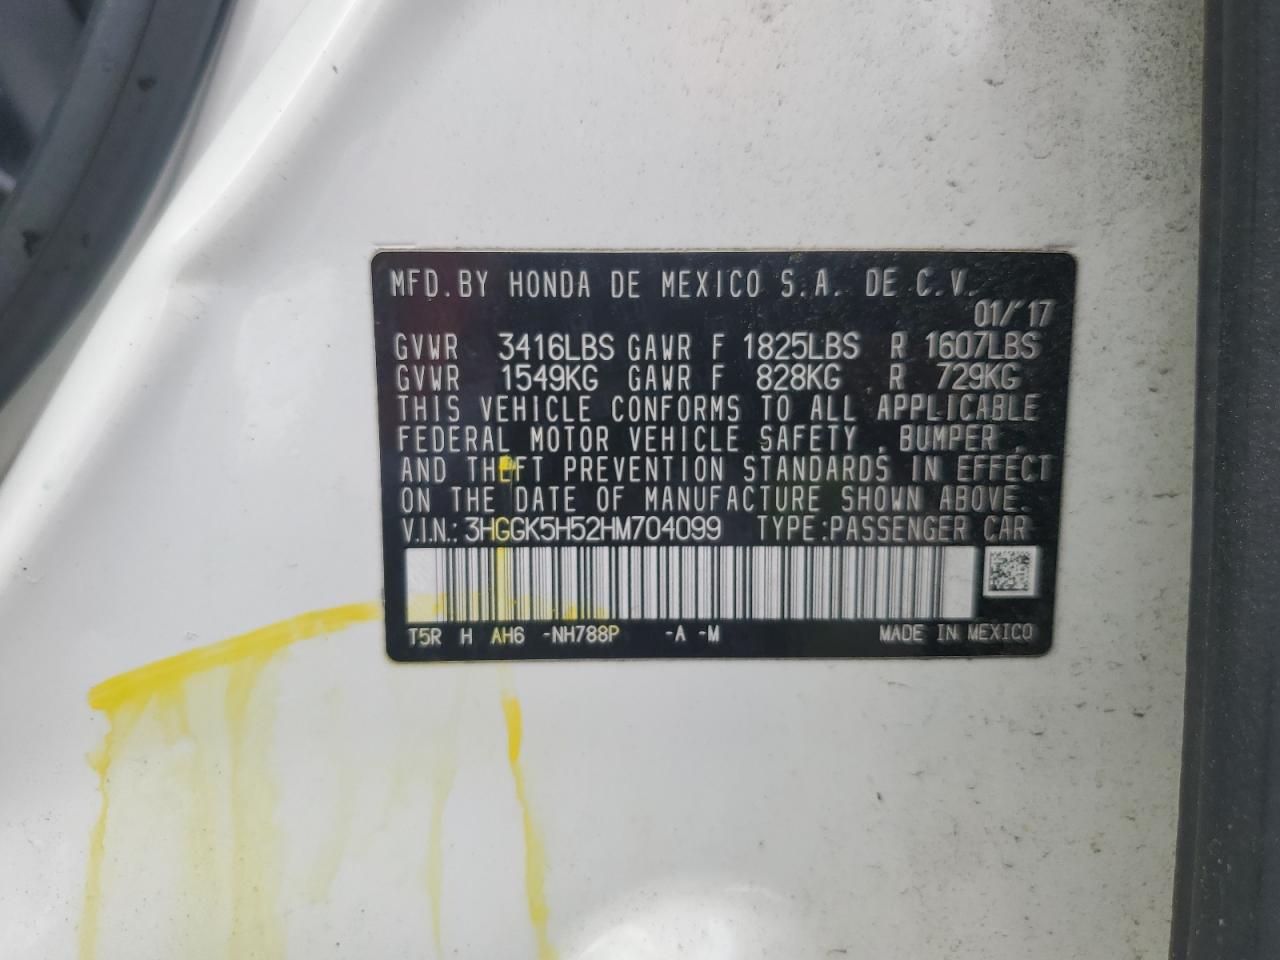 MFD. BY HONDA DE MEXICO S.A. DE C.V.
01/'17
GVWR 3416LBS GAWR F 1825LBS R 1607LBS
GVWR 1549KG GAWR F 828KG R 729KG
THIS VEHICLE CONFORMS TO ALL APPLICABLE
FEDERAL MOTOR VEHICLE SAFETY , BUMPER ,
AND THEFT PREVENTION STANDARDS IN EFFECT
ON THE DATE OF MANUFACTURE SHOWN ABOVE.
V.I.N.: 3HGGK5H52HM704099 TYPE:PASSENGER CAR
T5R H AH6 -NH788P -A -M MADE IN MEXICO